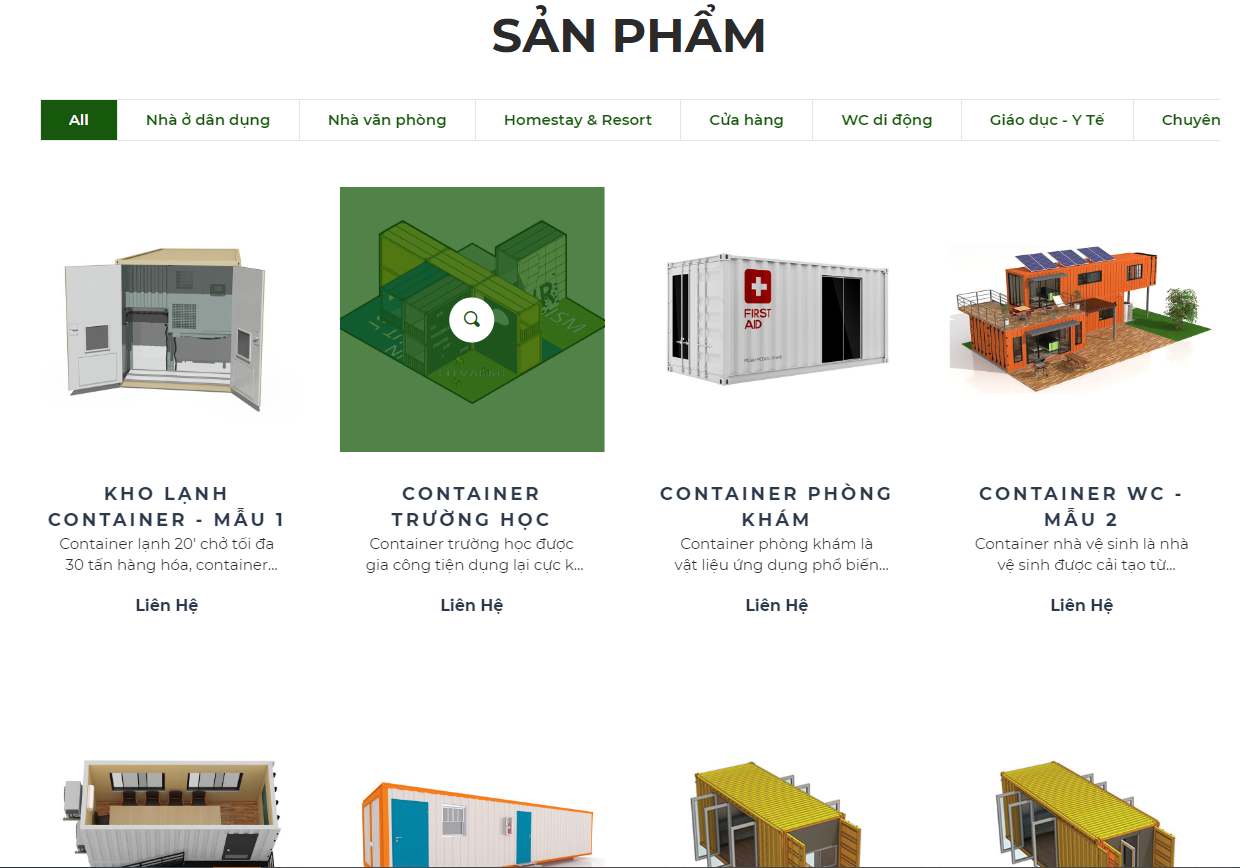 SẢN PHẨM
All
Nhà ở dân dụng
Nhà văn phòng
Homestay & Resort
Cửa hàng
WC di động
Giáo dục - Y Tế
Chuyên
FIRST
AID
KHO LẠNH
CONTAINER - MẪU 1
Container lạnh 20' chở tối đa
30 tấn hàng hóa, container...
Liên Hệ
CONTAINER
TRƯỜNG HỌC
Container trường học được
gia công tiện dụng lại cực k...
Liên Hệ
CONTAINER PHÒNG
KHÁM
Container phòng khám là
vật liệu ứng dụng phổ biến...
Liên Hệ
CONTAINER WC -
MẪU 2
Container nhà vệ sinh là nhà
vệ sinh được cải tạo từ...
Liên Hệ